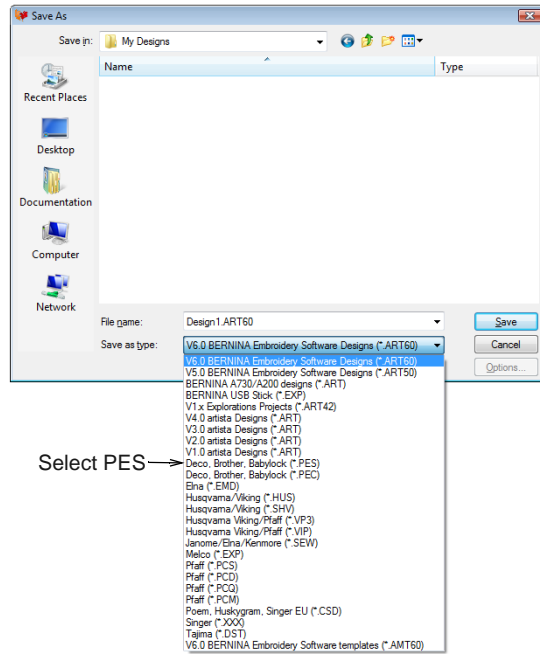 Save As
Save in:
My Designs
Name
Type
Recent Places
Desktop
Documentation
Computer
Network
File name:
Design1.ART60
Save
Save as type:
V6.0 BERNINA Embroidery Software Designs (*.ART60)
Cancel
Options...
V6.0 BERNINA Embroidery Software Designs (*.ART60)
V5.0 BERNINA Embroidery Software Designs (*.ART50)
BERNINA A730/A200 designs (*.ART)
BERNINA USB Stick (*.EXP)
V1.x Explorations Projects (*.ART42)
V4.0 artista Designs (*.ART)
V3.0 artista Designs (*.ART)
V2.0 artista Designs (*.ART)
V1.0 artista Designs (*.ART)
Select PES
Deco, Brother, Babylock (*.PES)
Deco, Brother, Babylock (*.PEC)
Elna (*.EMD)
Husqvarna/Viking (*.HUS)
Husqvarna/Viking (*.SHV)
Husqvarna Viking/Pfaff (*.VP3)
Husqvarna Viking/Pfaff (*.VIP)
Janome/Elna/Kenmore (*.SEW)
Melco (*.EXP)
Pfaff (*.PCS)
Pfaff (*.PCD)
Pfaff (*.PCQ)
Pfaff (*.PCM)
Poem, Huskygram, Singer EU (*.CSD)
Singer (*.XXX)
Tajima (*.DST)
V6.0 BERNINA Embroidery Software templates (*.AMT60)